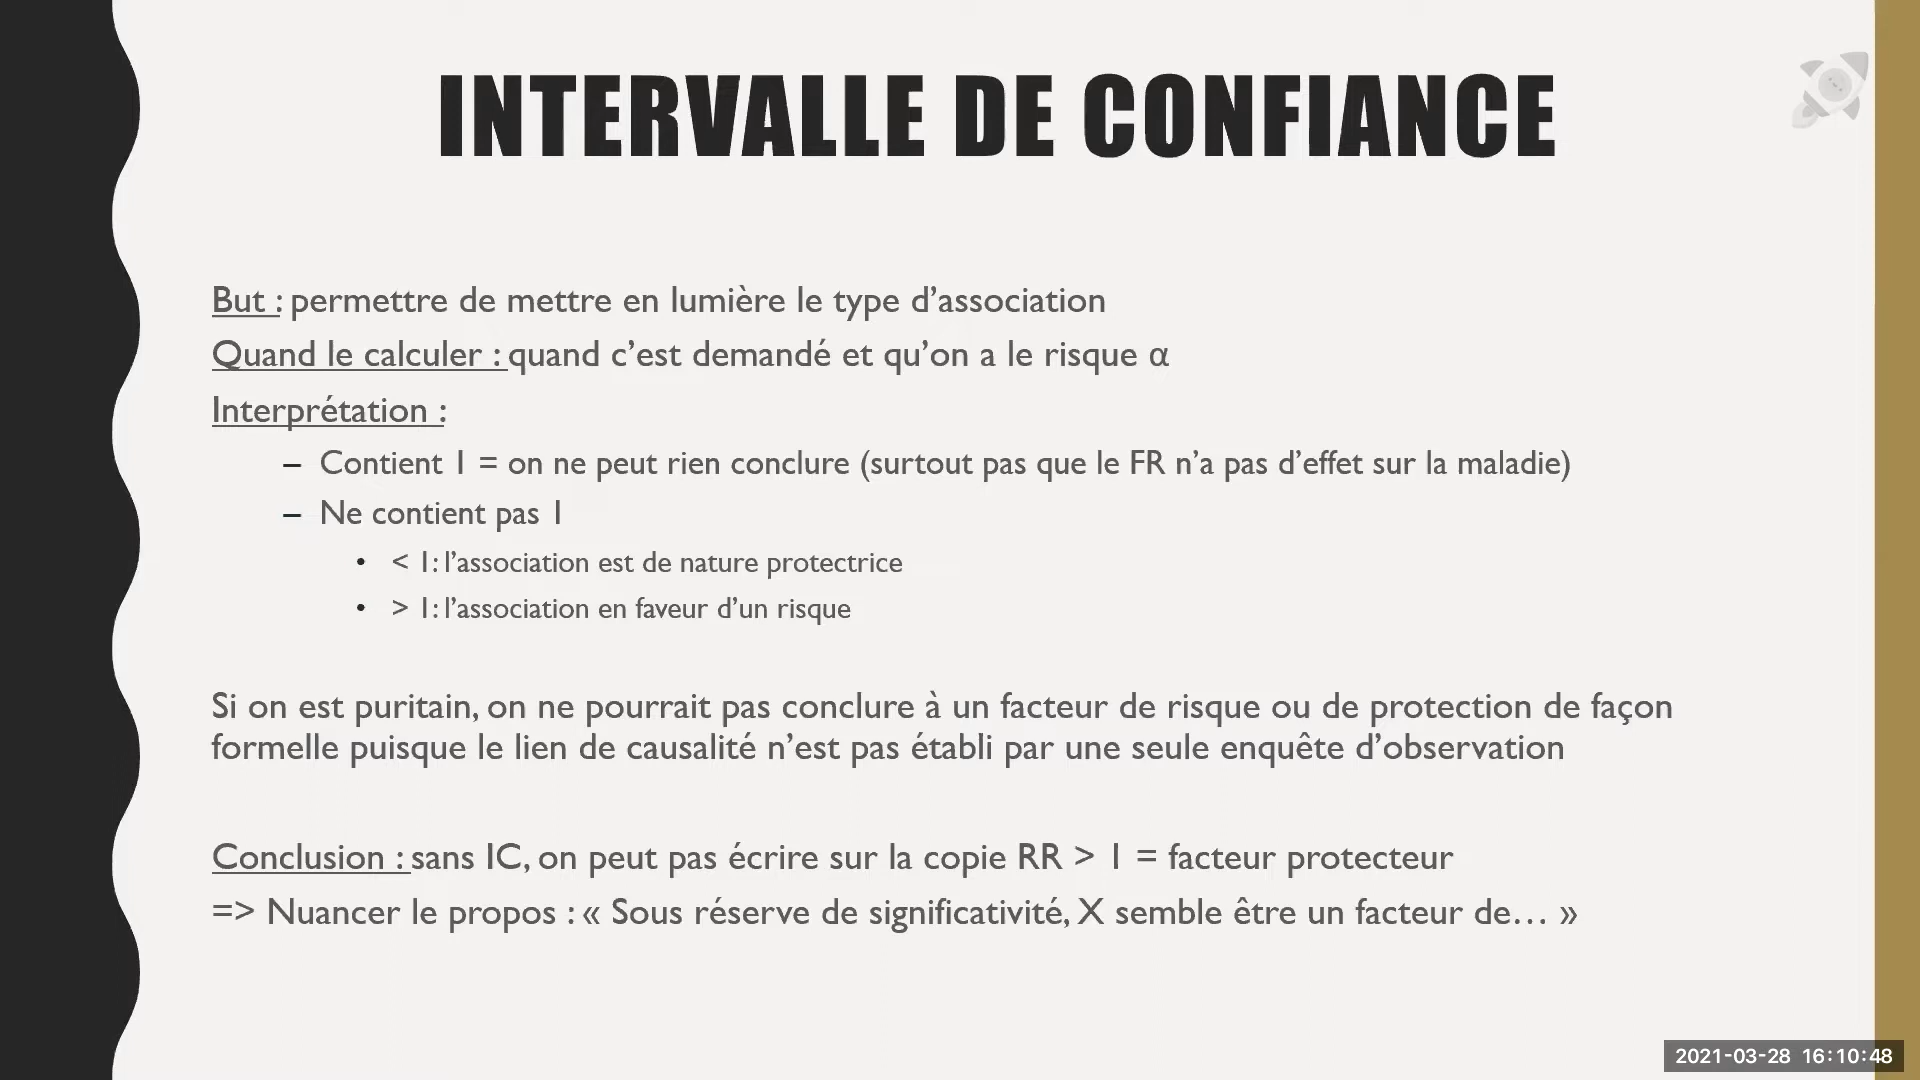 INTERVALLE DE CONFIANCE
But : permettre de mettre en lumière le type d’association
Quand le calculer : quand c’est demandé et qu’on a le risque α
Interprétation :
– Contient 1 = on ne peut rien conclure (surtout pas que le FR n’a pas d’effet sur la maladie)
– Ne contient pas 1
• < 1: l’association est de nature protectrice
• > 1: l’association en faveur d’un risque
Si on est puritain, on ne pourrait pas conclure à un facteur de risque ou de protection de façon
formelle puisque le lien de causalité n’est pas établi par une seule enquête d’observation
Conclusion : sans IC, on peut pas écrire sur la copie RR > 1 = facteur protecteur
=> Nuancer le propos : « Sous réserve de significativité, X semble être un facteur de… »
2021-03-28 16:10:48